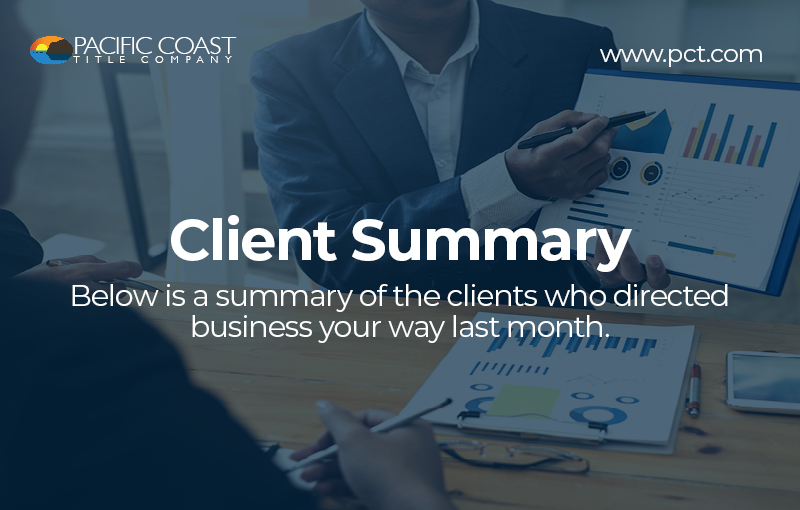 PACIFIC COAST
TITLE COMPANY
www.pct.com
Client Summary
Below is a summary of the clients who directed
business your way last month.